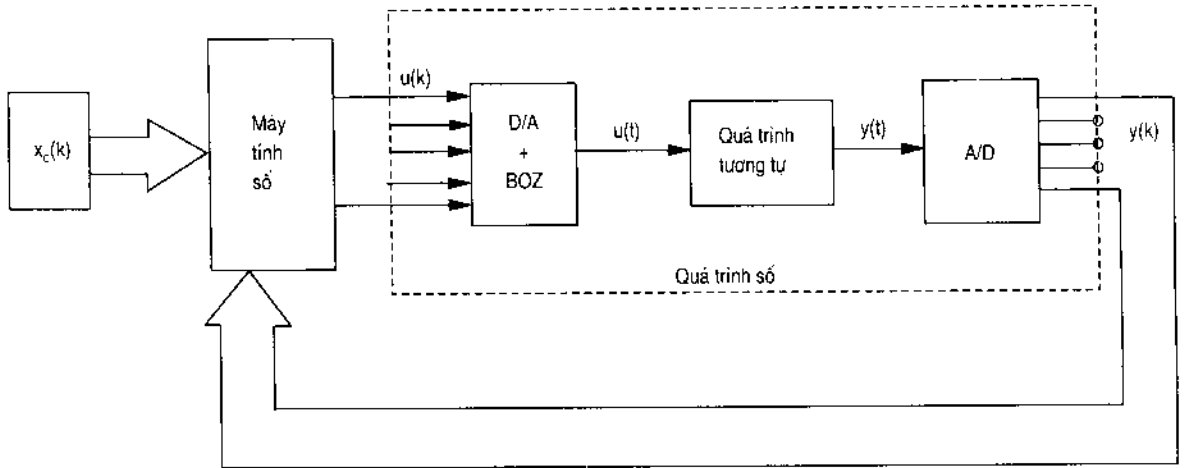 x_c(k)
Máy
tính
số
u(k)
D/A
+
BOZ
u(t)
Quá trình
tương tự
y(t)
A/D
y(k)
Quá trình số